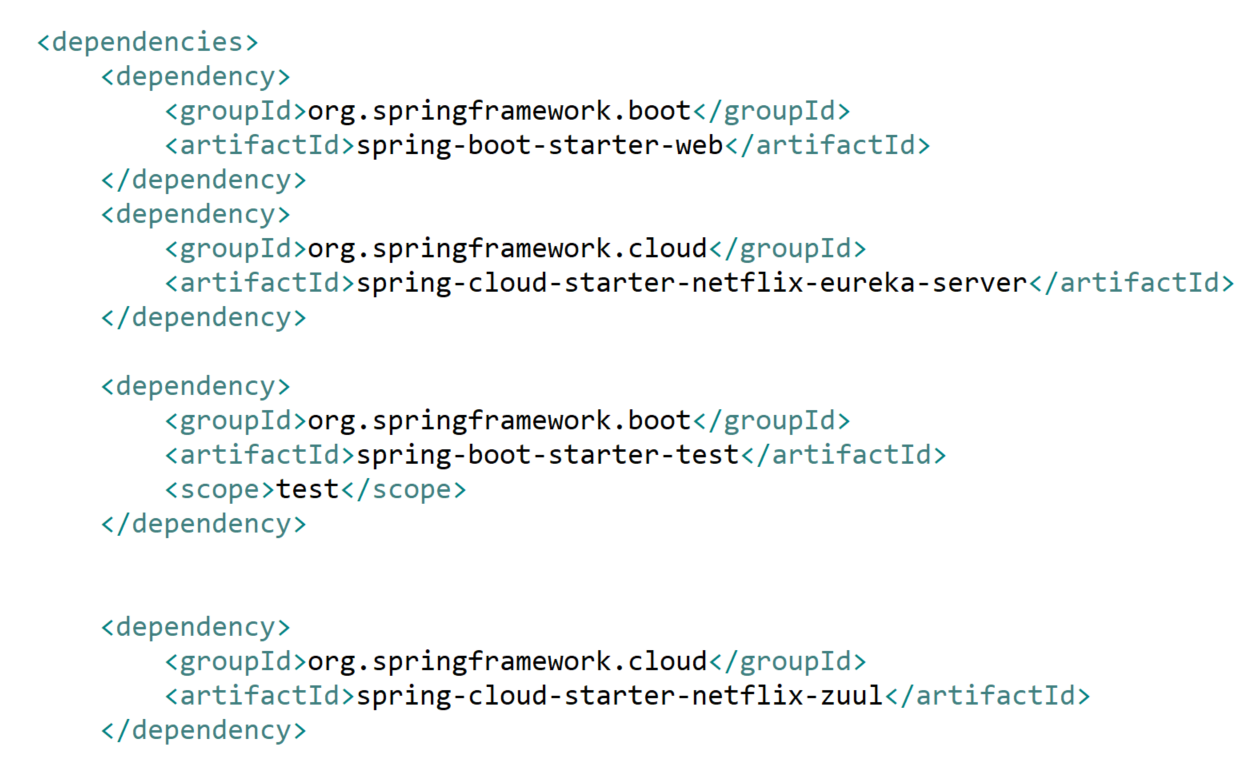 <dependencies>
<dependency>
<groupId>org.springframework.boot</groupId>
<artifactId>spring-boot-starter-web</artifactId>
</dependency>
<dependency>
<groupId>org.springframework.cloud</groupId>
<artifactId>spring-cloud-starter-netflix-eureka-server</artifactId>
</dependency>
<dependency>
<groupId>org.springframework.boot</groupId>
<artifactId>spring-boot-starter-test</artifactId>
<scope>test</scope>
</dependency>
<dependency>
<groupId>org.springframework.cloud</groupId>
<artifactId>spring-cloud-starter-netflix-zuul</artifactId>
</dependency>